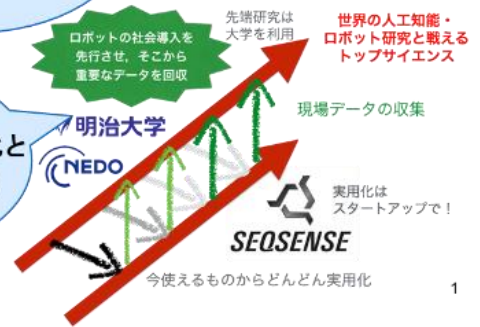 ロボットの社会導入を
先行させ、そこから
重要なデータを回収
先端研究は
大学を利用
世界の人工知能・
ロボット研究と戦える
トップサイエンス
現場データの収集
明治大学
と
NEDO
実用化は
スタートアップで！
SEQSENSE
今使えるものからどんどん実用化
1